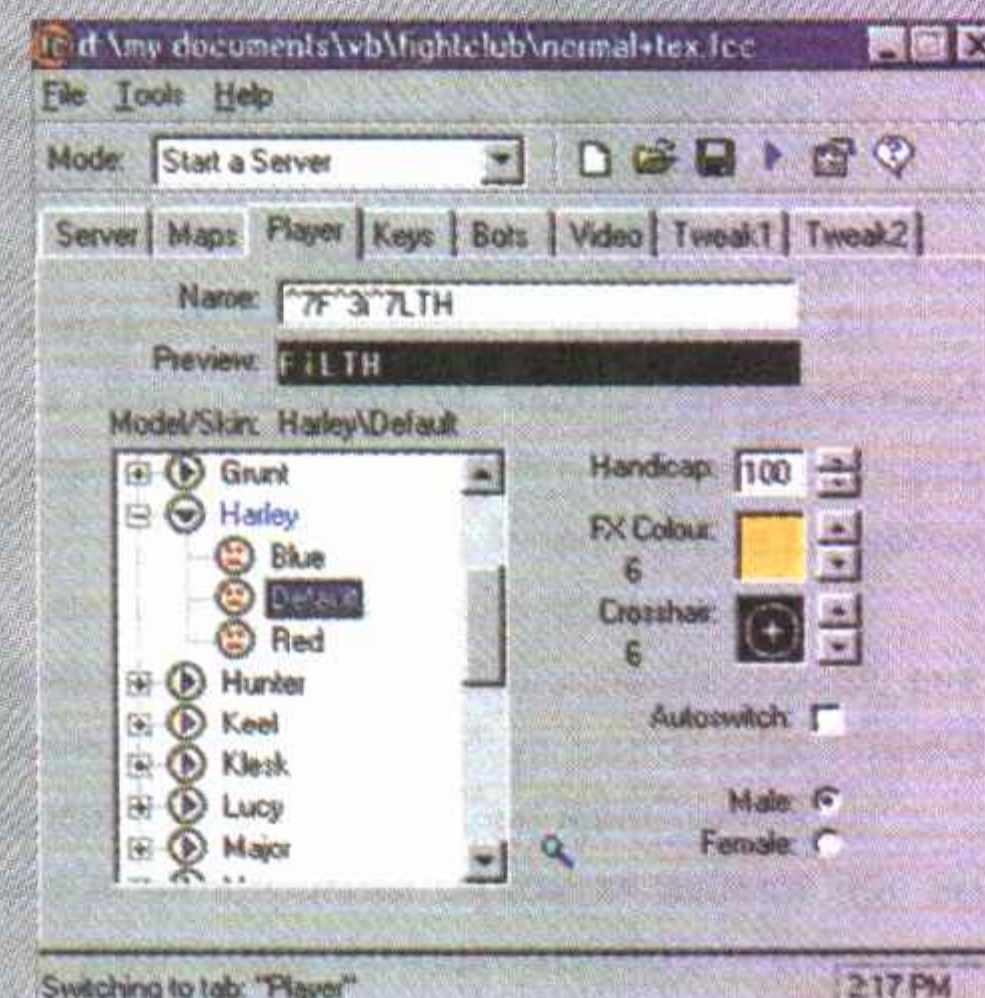 d:\my documents\vb\fightclub\normal+tex.fcc
File Tools Help
Mode: Start a Server
Server Maps Player Keys Bots Video Tweak1 Tweak2
Name: ^7F^3i^7LTH
Preview: FiLTH
Model/Skin: Harley\Default
Grunt
Harley
Blue
Default
Red
Hunter
Keel
Klesk
Lucy
Major
Handicap: 100
FX Colour:
6
Crosshair:
6
Autoswitch:
Male:
Female:
Switching to tab: "Player"
2:17 PM